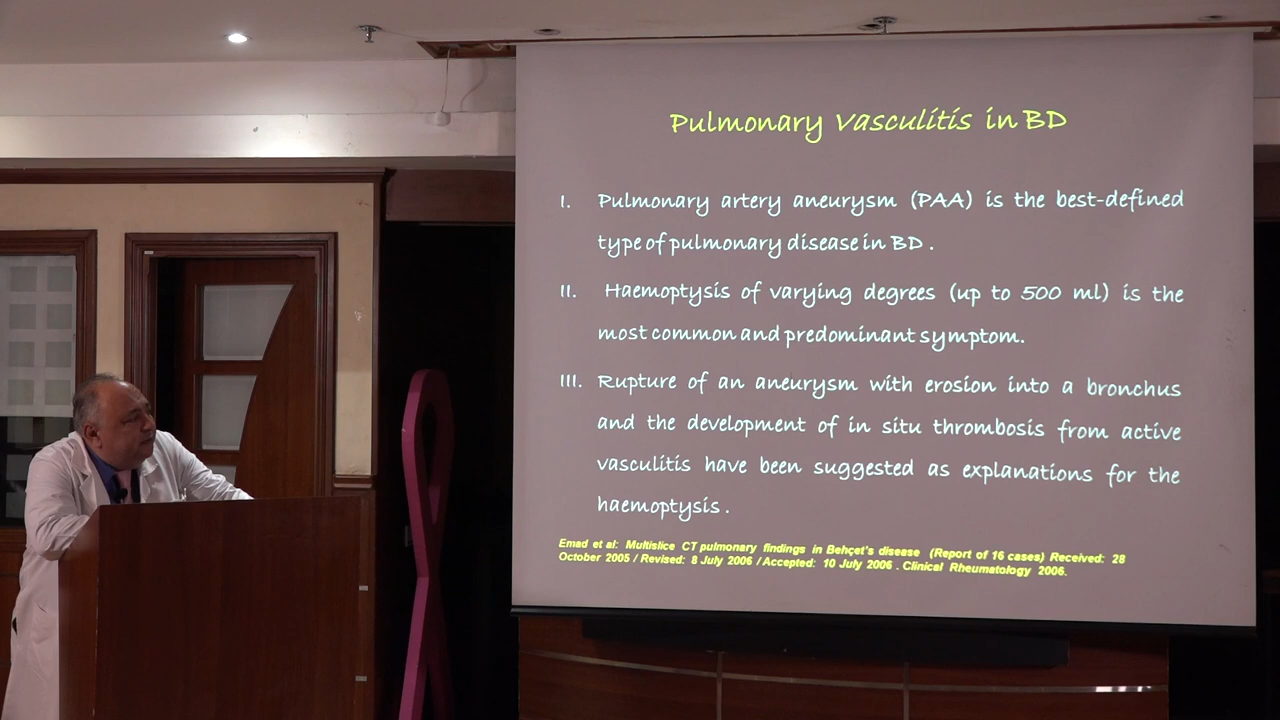 Pulmonary Vasculitis in BD
I. Pulmonary artery aneurysm (PAA) is the best-defined
type of pulmonary disease in BD .
II. Haemoptysis of varying degrees (up to 500 ml) is the
most common and predominant symptom.
III. Rupture of an aneurysm with erosion into a bronchus
and the development of in situ thrombosis from active
vasculitis have been suggested as explanations for the
haemoptysis .
Emad et al: Multislice CT pulmonary findings in Behçet's disease (Report of 16 cases) Received: 28
October 2005 / Revised: 8 July 2006 / Accepted: 10 July 2006 . Clinical Rheumatology 2006.